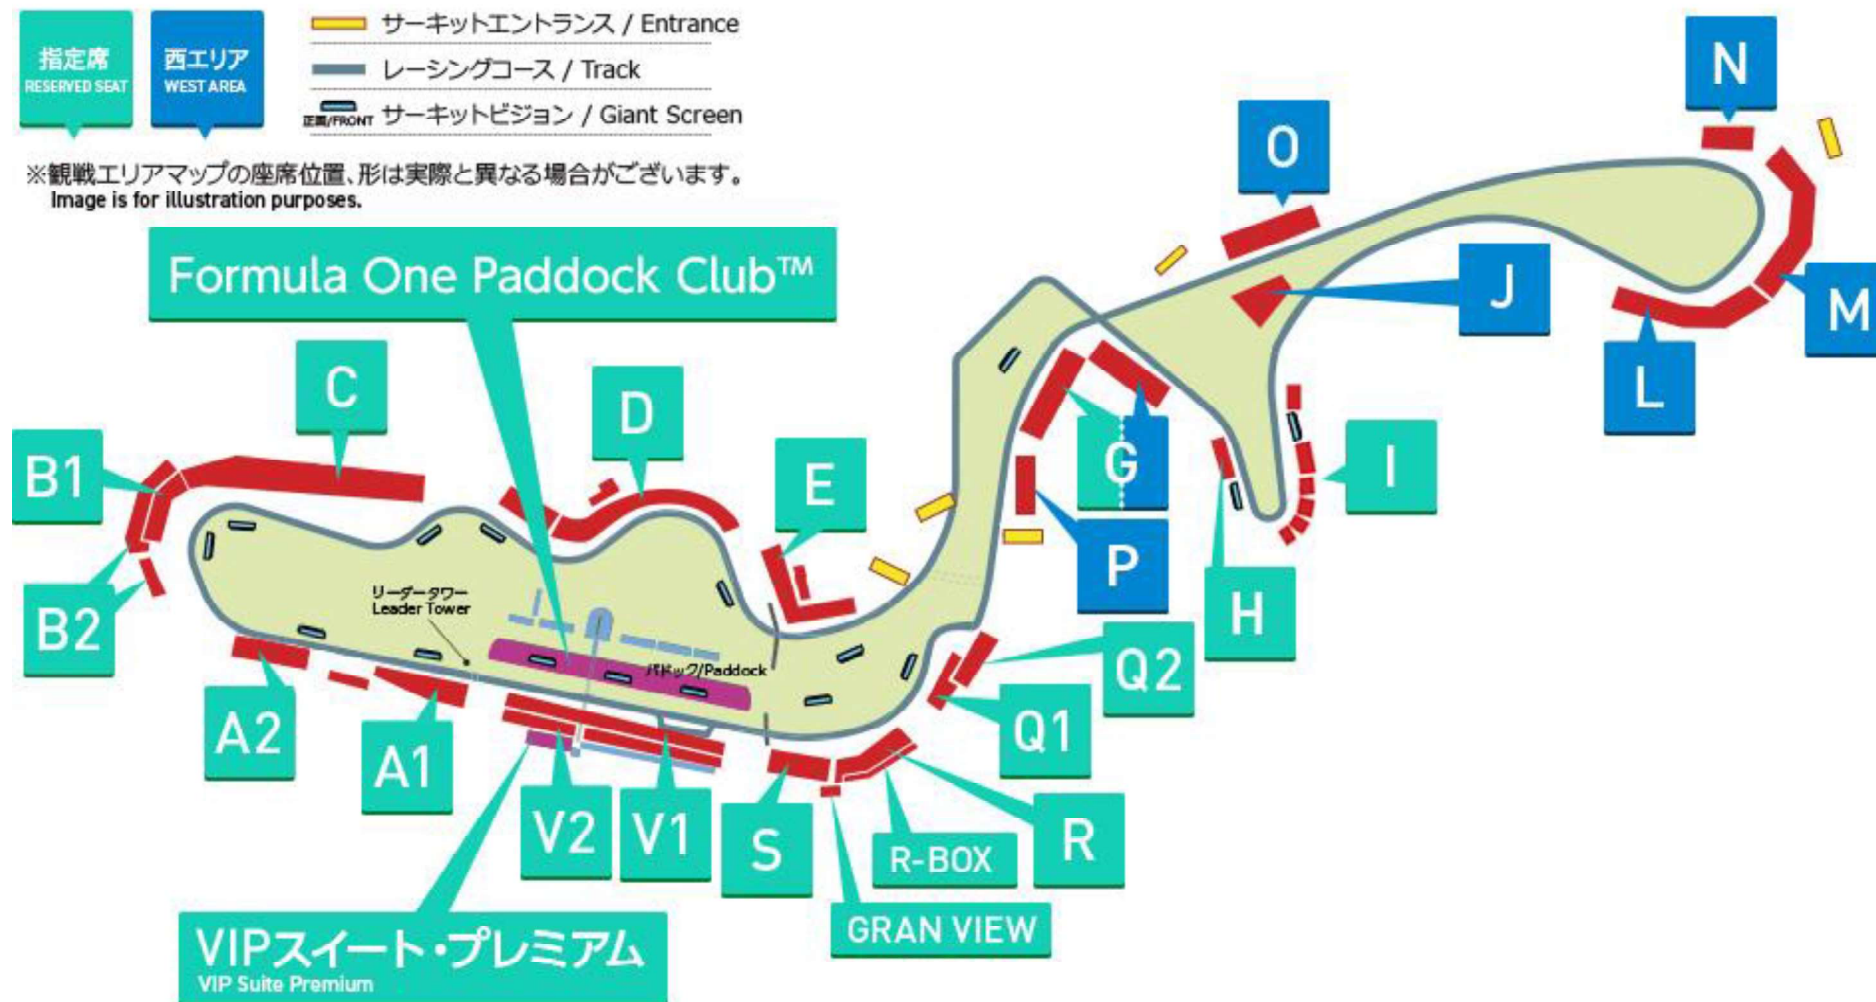 指定席
RESERVED SEAT
西エリア
WEST AREA
サーキットエントランス / Entrance
レーシングコース / Track
正面/FRONT サーキットビジョン / Giant Screen
※観戦エリアマップの座席位置、形は実際と異なる場合がございます。
Image is for illustration purposes.
Formula One Paddock Club™
N
O
J
M
L
C
D
B1
E
G
I
P
H
B2
リーダータワー
Leader Tower
パドック/Paddock
Q2
Q1
A2
A1
V2
V1
S
R-BOX
R
GRAN VIEW
VIPスイート・プレミアム
VIP Suite Premium